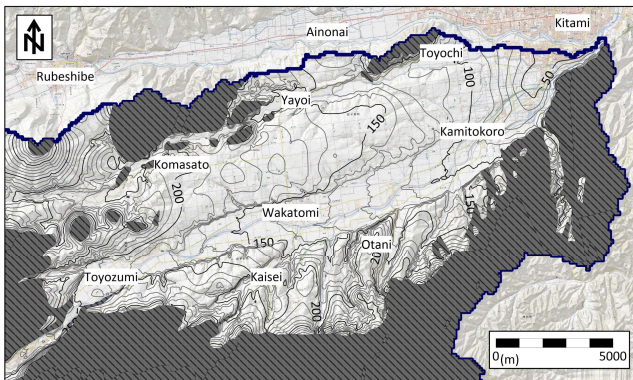 N
Kitami
Ainonai
Toyochi
Rubeshibe
100
50
Yayoi
150
Kamitokoro
Komasato
200
150
Wakatomi
150
Otani
Toyozumi
Kaisei
200
0(m) 5000